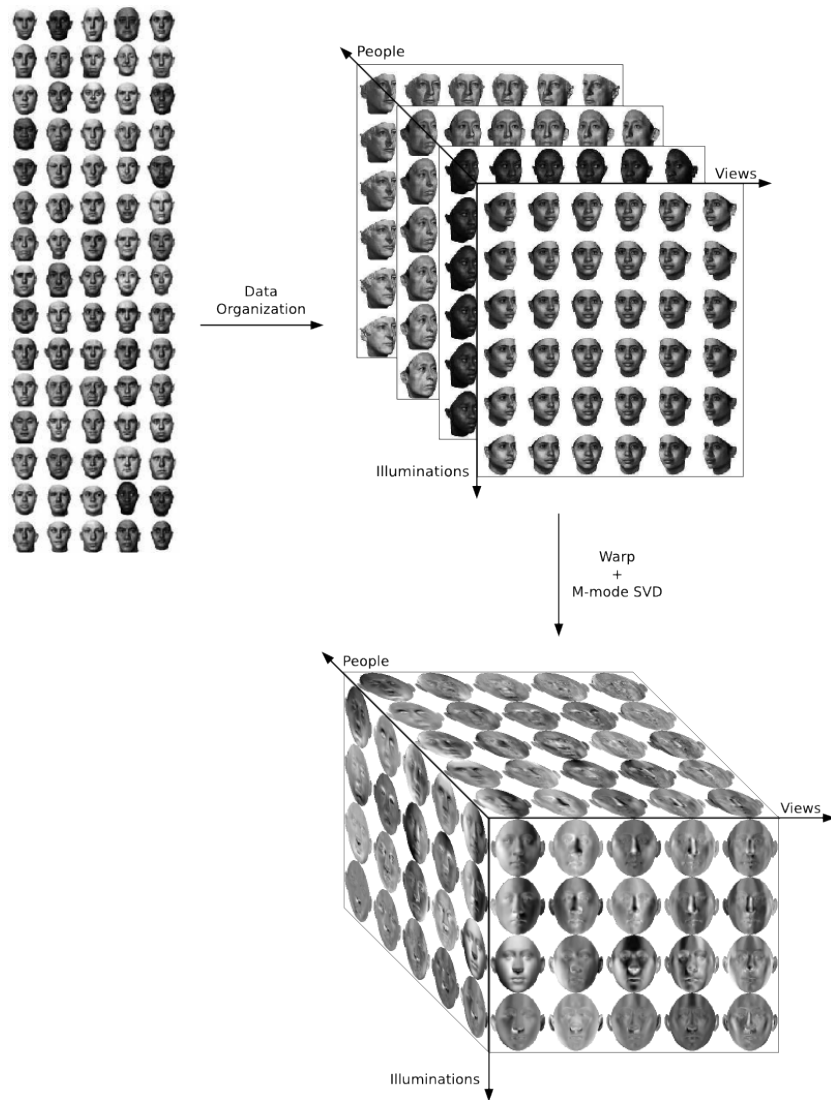 People
Views
Data
Organization
Illuminations
Warp
+
M-mode SVD
People
Views
Illuminations